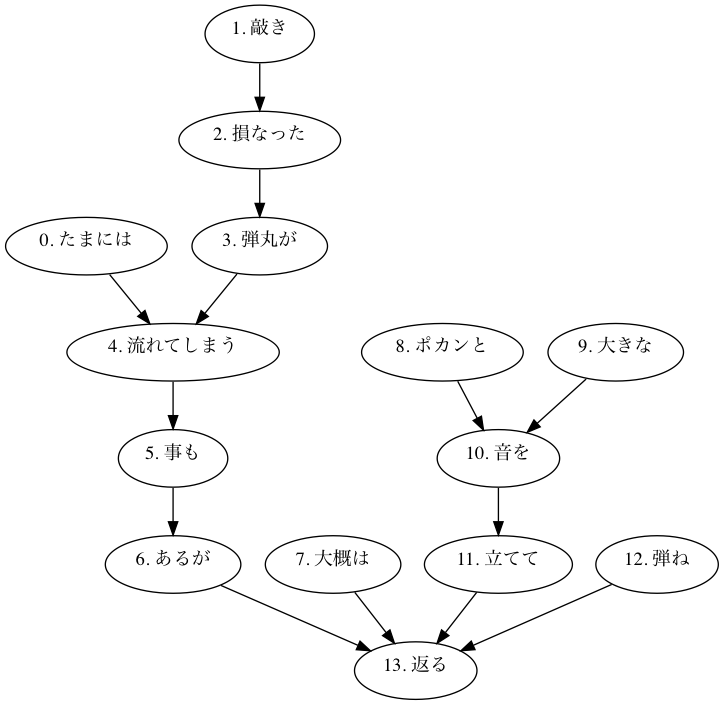 1. 敲き
2. 損なった
0. たまには
3. 弾丸が
4. 流れてしまう
8. ポカンと
9. 大きな
5. 事も
10. 音を
6. あるが
7. 大概は
11. 立てて
12. 弾ね
13. 返る